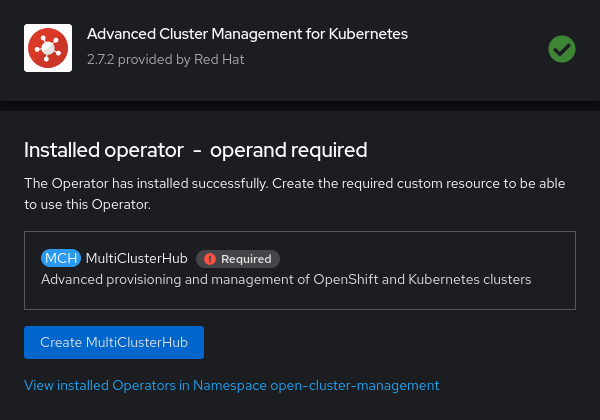 Advanced Cluster Management for Kubernetes
2.7.2 provided by Red Hat
Installed operator - operand required
The Operator has installed successfully. Create the required custom resource to be able
to use this Operator.
MCH MultiClusterHub Required
Advanced provisioning and management of OpenShift and Kubernetes clusters
Create MultiClusterHub
View installed Operators in Namespace open-cluster-management